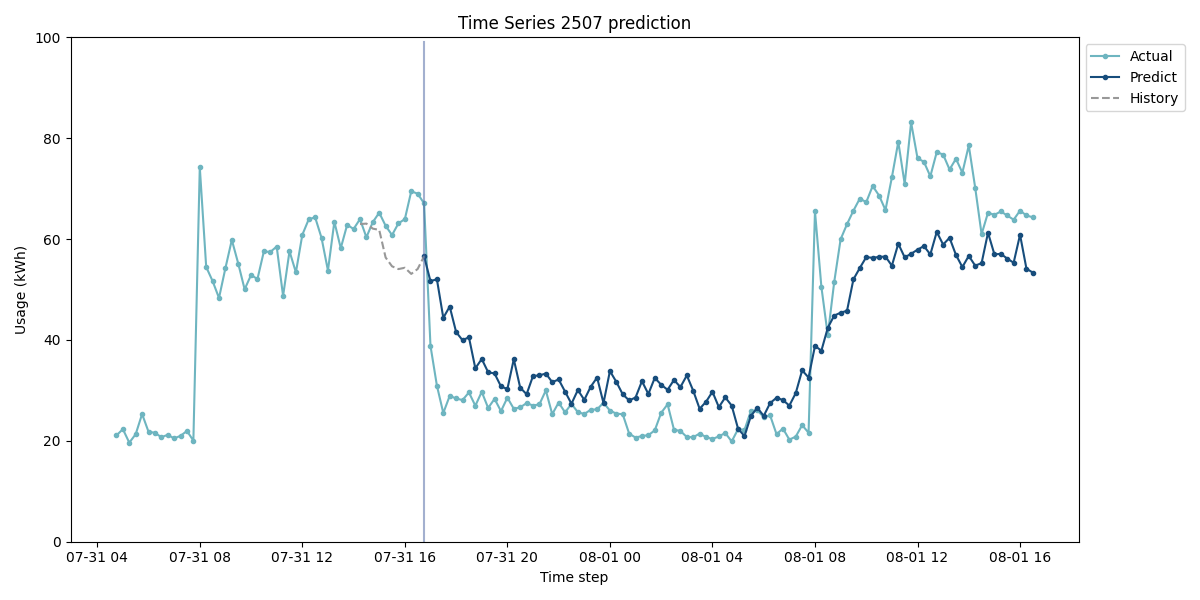 Time Series 2507 prediction
100
80
60
40
20
0
Usage (kWh)
07-31 04
07-31 08
07-31 12
07-31 16
07-31 20
08-01 00
08-01 04
08-01 08
08-01 12
08-01 16
Time step
Actual
Predict
History